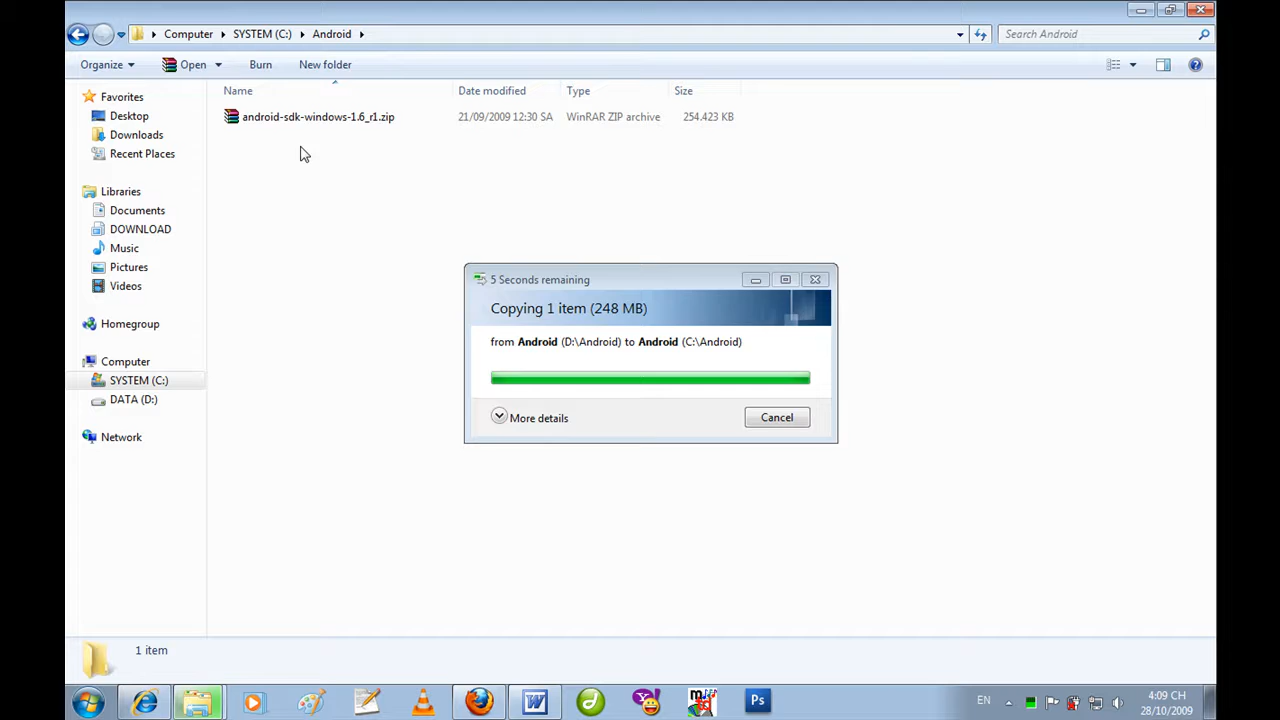 Computer SYSTEM (C:) Android
Search Android
Organize Open Burn New folder
Name Date modified Type Size
Favorites
android-sdk-windows-1.6_r1.zip 21/09/2009 12:30 SA WinRAR ZIP archive 254.423 KB
Desktop
Downloads
Recent Places
Libraries
Documents
DOWNLOAD
Music
Pictures
Videos
Homegroup
Computer
SYSTEM (C:)
DATA (D:)
Network
5 Seconds remaining
Copying 1 item (248 MB)
from Android (D:\Android) to Android (C:\Android)
More details
Cancel
1 item
W
Ps
EN
4:09 CH
28/10/2009